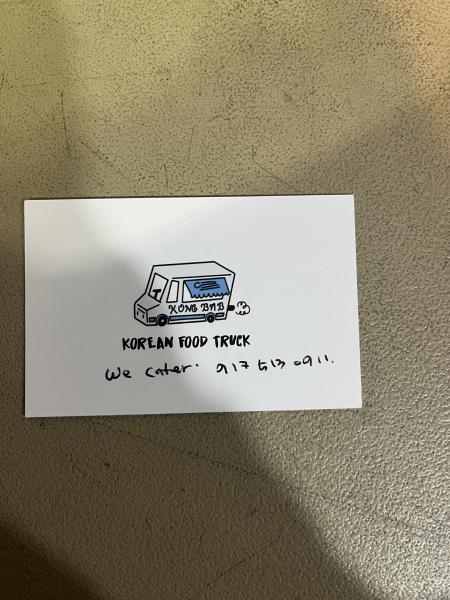 KONG BAB
KOREAN FOOD TRUCK
We cater. 917 513 0911.